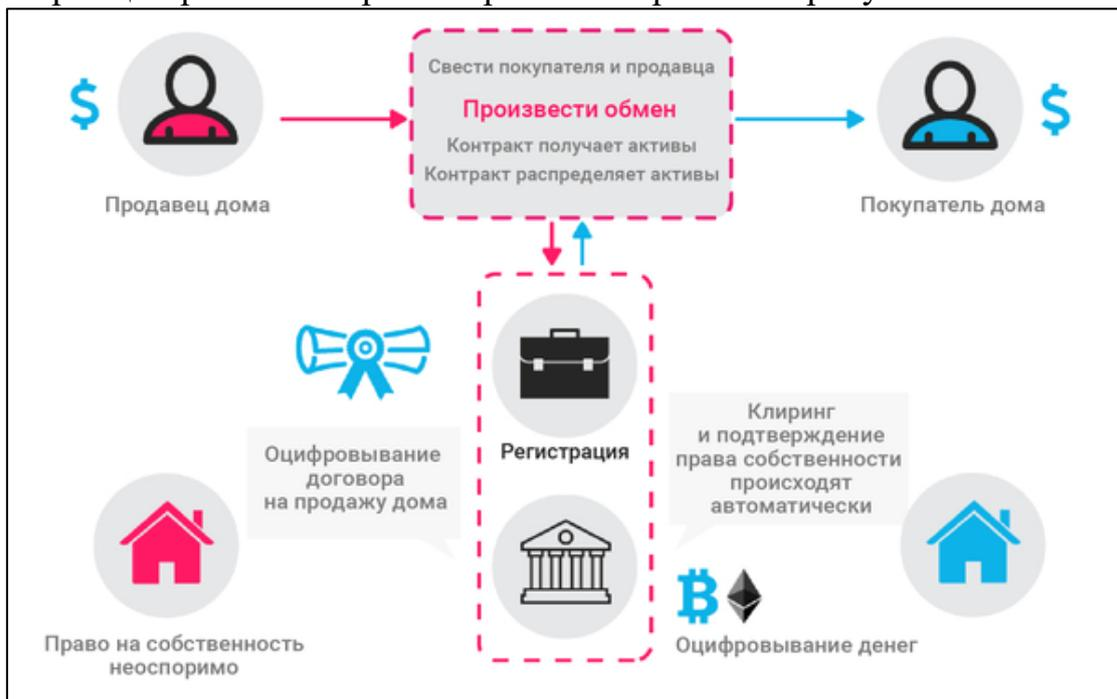 $
Свести покупателя и продавца
Произвести обмен
Контракт получает активы
Контракт распределяет активы
$
Продавец дома
Покупатель дома
Оцифровывание
договора
на продажу дома
Регистрация
Клиринг
и подтверждение
права собственности
происходят
автоматически
Право на собственность
неоспоримо
Оцифровывание денег